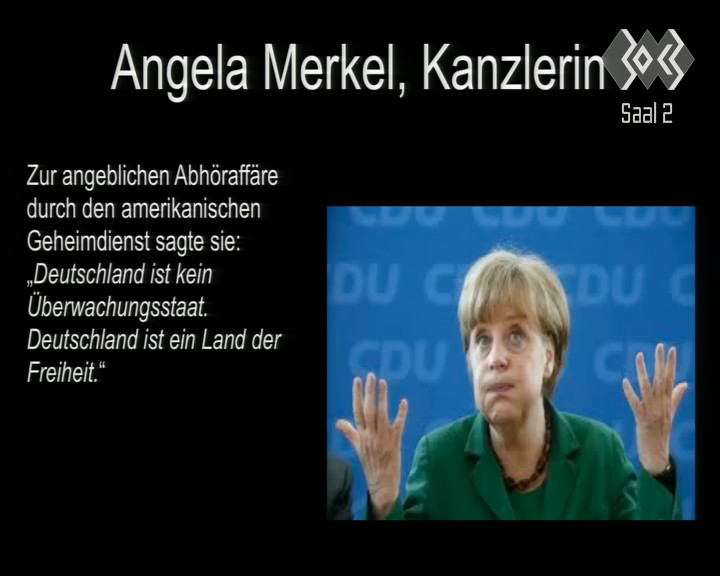 Angela Merkel, Kanzlerin
Saal 2
Zur angeblichen Abhöraffäre
durch den amerikanischen
Geheimdienst sagte sie:
„Deutschland ist kein
Überwachungsstaat.
Deutschland ist ein Land der
Freiheit.“
CDU CDU CDU
CDU CDU C
CDU CDU